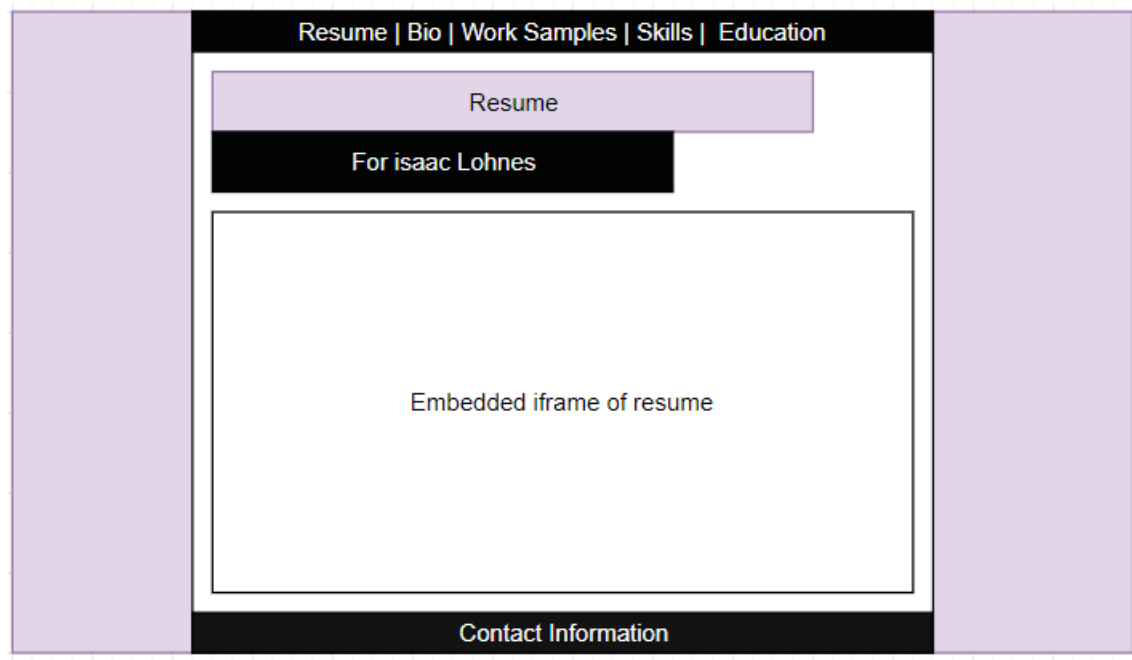 Resume | Bio | Work Samples | Skills |  Education
Resume
For isaac Lohnes
Embedded iframe of resume
Contact Information